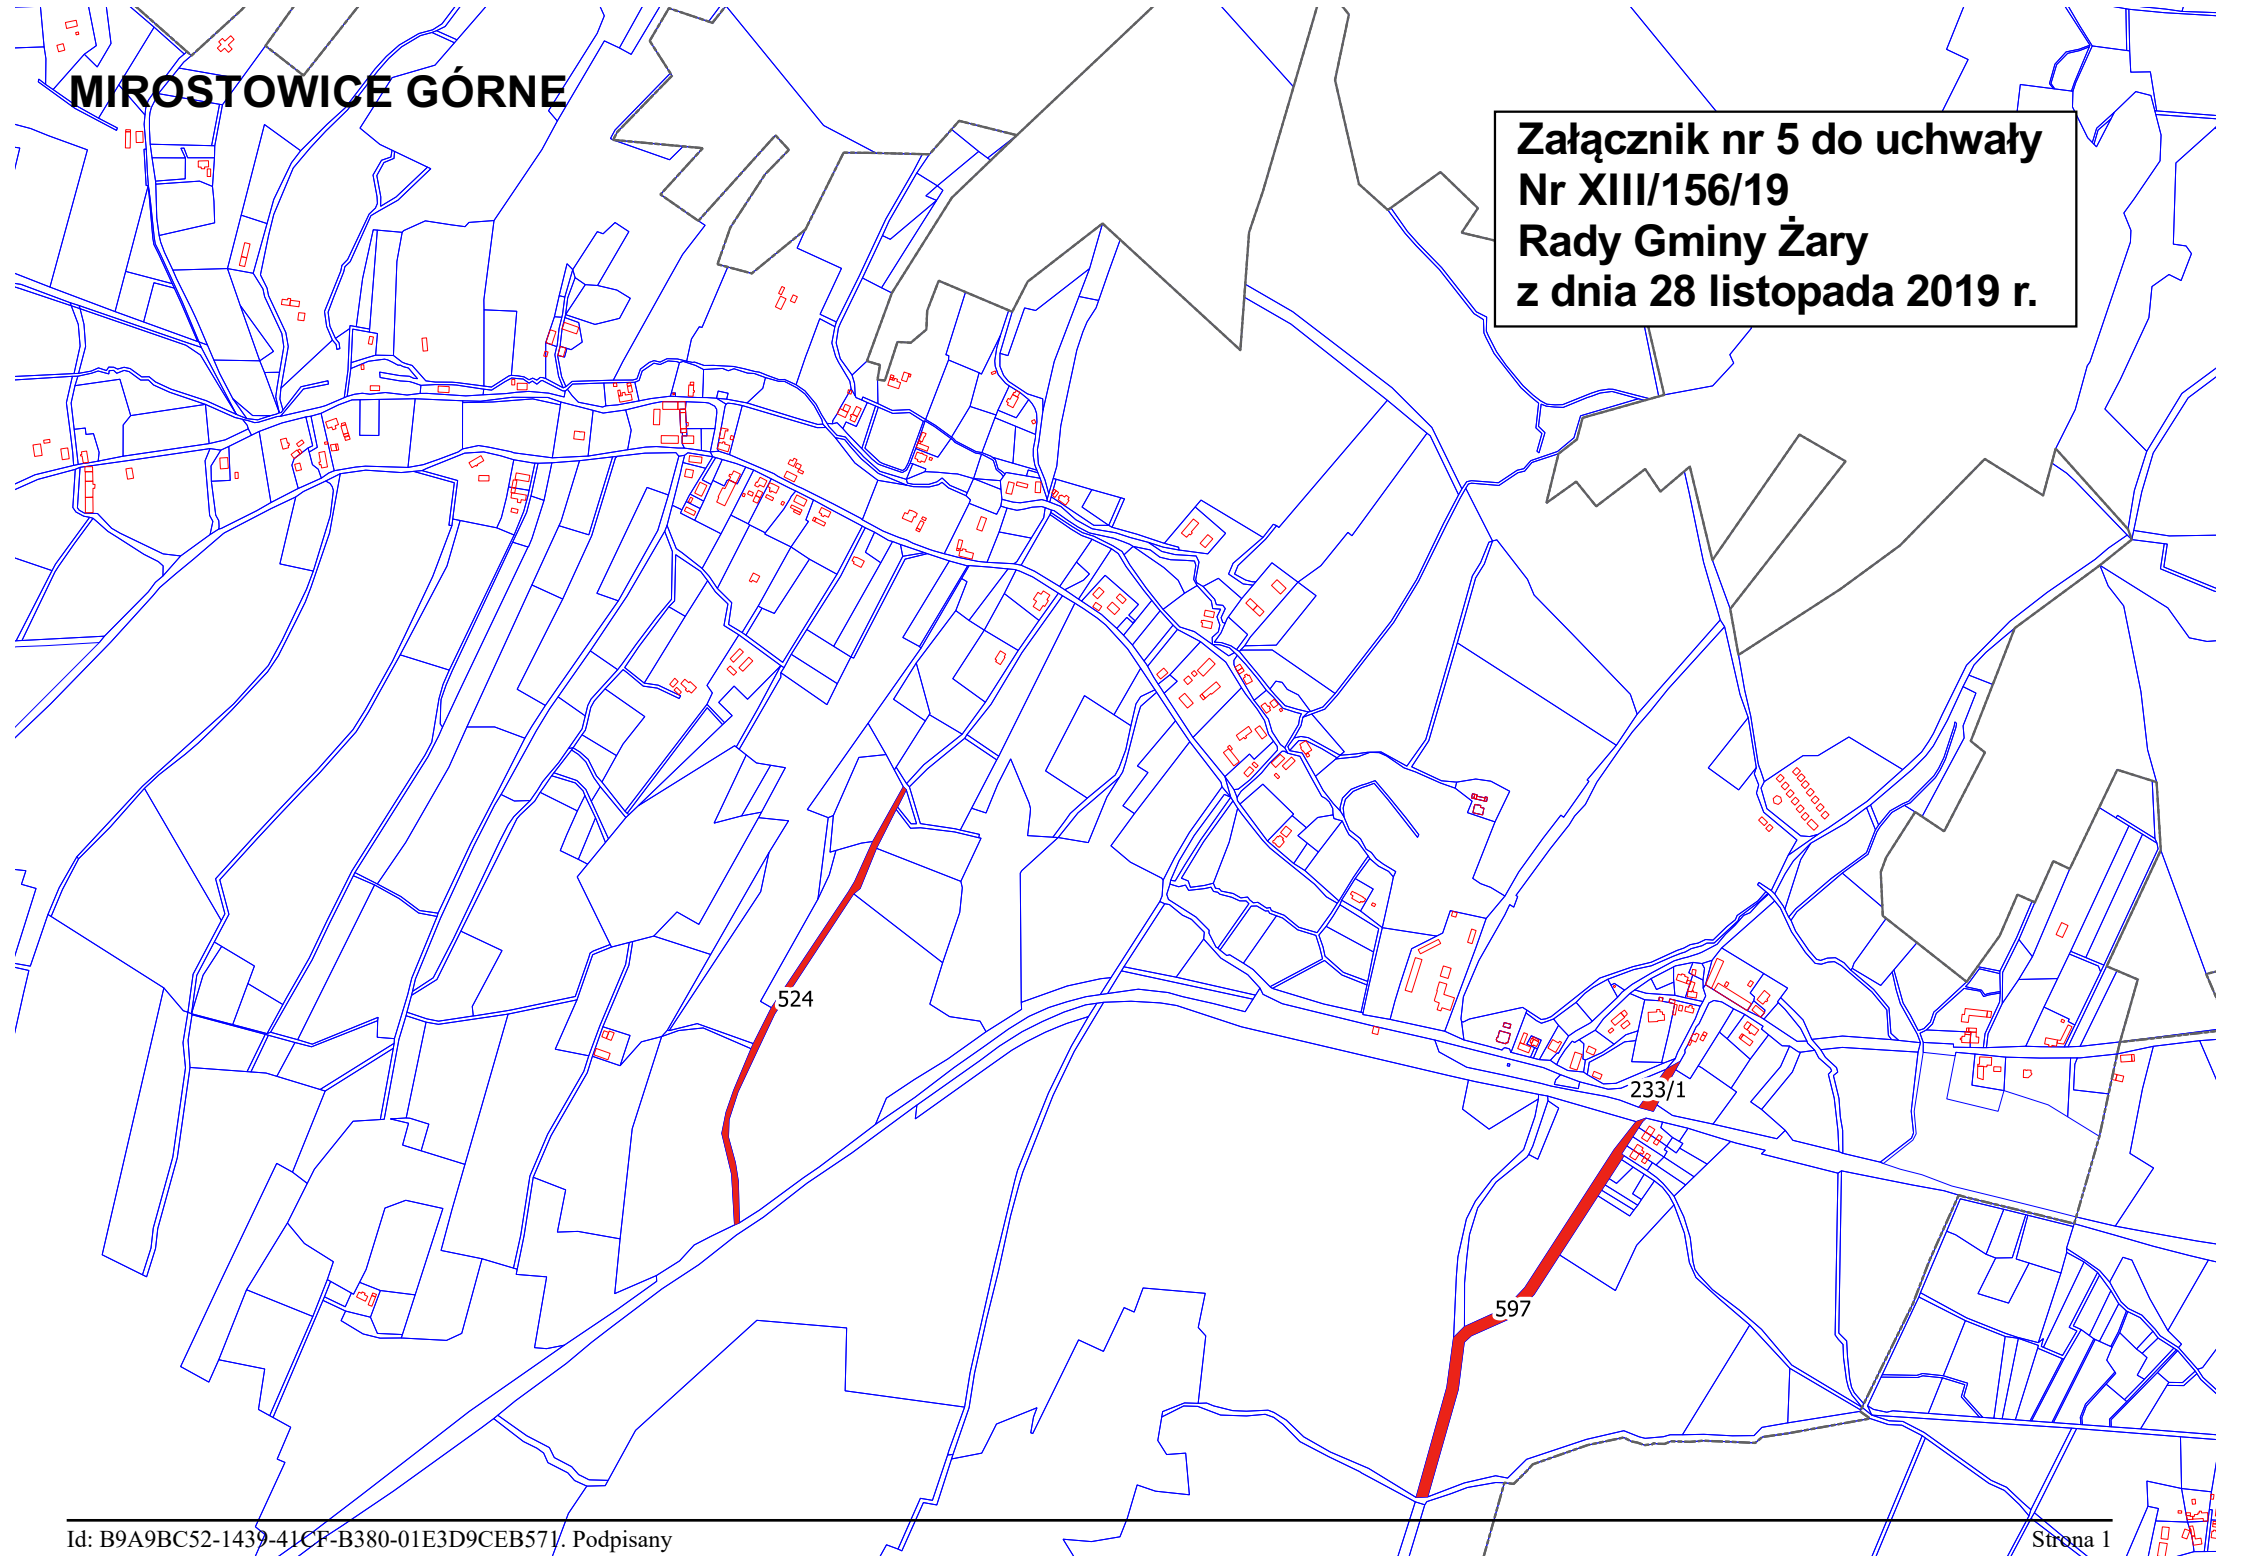 MIROSTOWICE GÓRNE
Załącznik nr 5 do uchwały
Nr XIII/156/19
Rady Gminy Żary
z dnia 28 listopada 2019 r.
524
233/1
597
Id: B9A9BC52-1439-41CF-B380-01E3D9CEB571. Podpisany
Strona 1